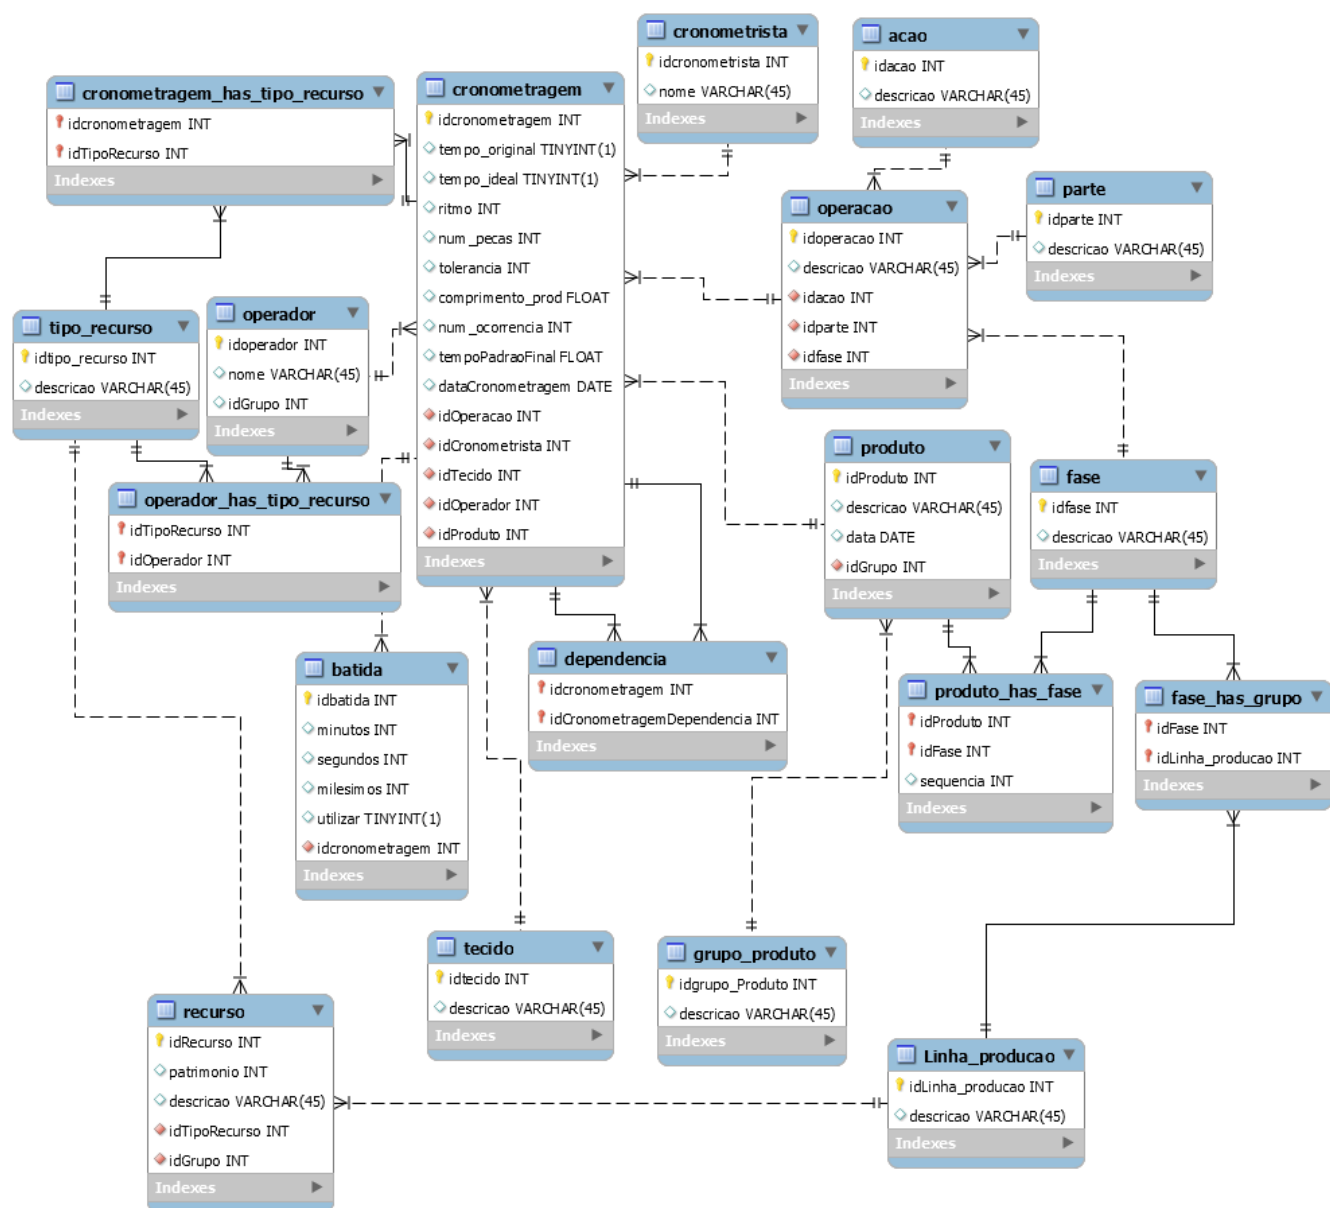 cronometrista
idcronometrista INT
nome VARCHAR(45)
Indexes
acao
idacao INT
descricao VARCHAR(45)
Indexes
cronometragem_has_tipo_recurso
idcronometragem INT
idTipoRecurso INT
Indexes
cronometragem
idcronometragem INT
tempo_original TINYINT(1)
tempo_ideal TINYINT(1)
ritmo INT
num_pecas INT
tolerancia INT
comprimento_prod FLOAT
num_ocorrencia INT
tempoPadraoFinal FLOAT
dataCronometragem DATE
idOperacao INT
idCronometrista INT
idTecido INT
idOperador INT
idProduto INT
Indexes
operacao
idoperacao INT
descricao VARCHAR(45)
idacao INT
idparte INT
idfase INT
Indexes
parte
idparte INT
descricao VARCHAR(45)
Indexes
tipo_recurso
idtipo_recurso INT
descricao VARCHAR(45)
Indexes
operador
idoperador INT
nome VARCHAR(45)
idGrupo INT
Indexes
operador_has_tipo_recurso
idTipoRecurso INT
idOperador INT
Indexes
produto
idProduto INT
descricao VARCHAR(45)
data DATE
idGrupo INT
Indexes
fase
idfase INT
descricao VARCHAR(45)
Indexes
batida
idbatida INT
minutos INT
segundos INT
milesimos INT
utilizar TINYINT(1)
idcronometragem INT
Indexes
dependencia
idcronometragem INT
idCronometragemDependencia INT
Indexes
produto_has_fase
idProduto INT
idFase INT
sequencia INT
Indexes
fase_has_grupo
idFase INT
idLinha_producao INT
Indexes
tecido
idtecido INT
descricao VARCHAR(45)
Indexes
grupo_produto
idgrupo_Produto INT
descricao VARCHAR(45)
Indexes
recurso
idRecurso INT
patrimonio INT
descricao VARCHAR(45)
idTipoRecurso INT
idGrupo INT
Indexes
Linha_producao
idLinha_producao INT
descricao VARCHAR(45)
Indexes